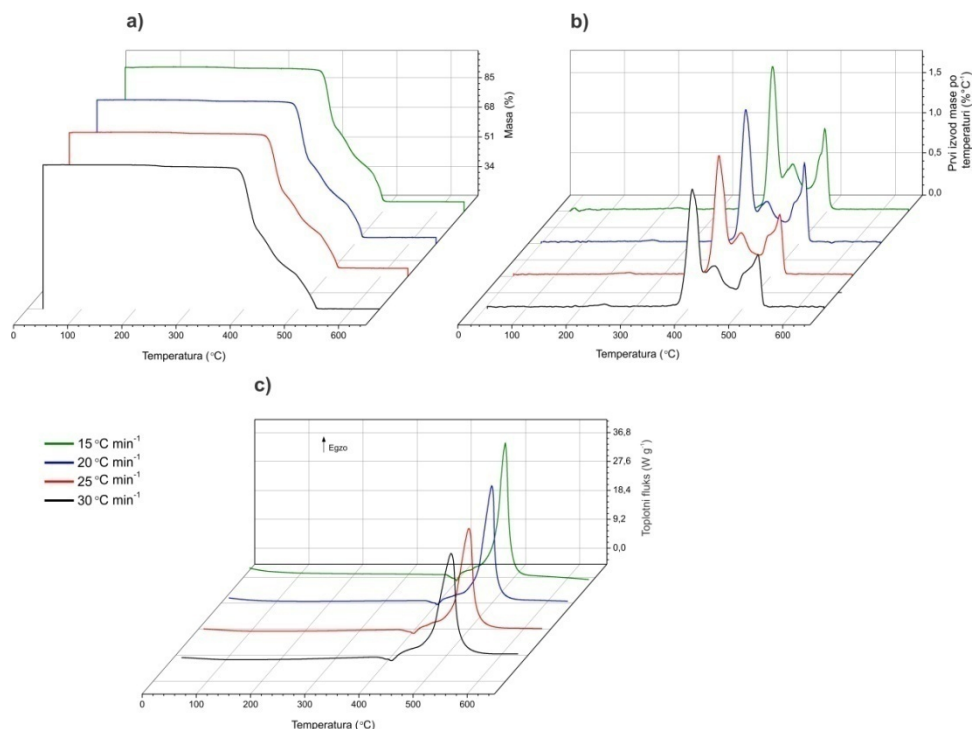 a)
85
68
51
34
Masa (%)
0 100 200 300 400 500 600
Temperatura (°C)
b)
1,5
1,0
0,5
0,0
Prvi izvod mase po
temperaturi (%°C⁻¹)
0 100 200 300 400 500 600
Temperatura (°C)
c)
15 °C min⁻¹
20 °C min⁻¹
25 °C min⁻¹
30 °C min⁻¹
Egzo
36,8
27,6
18,4
9,2
0,0
Toplotni fluks (W g⁻¹)
0 100 200 300 400 500 600
Temperatura (°C)